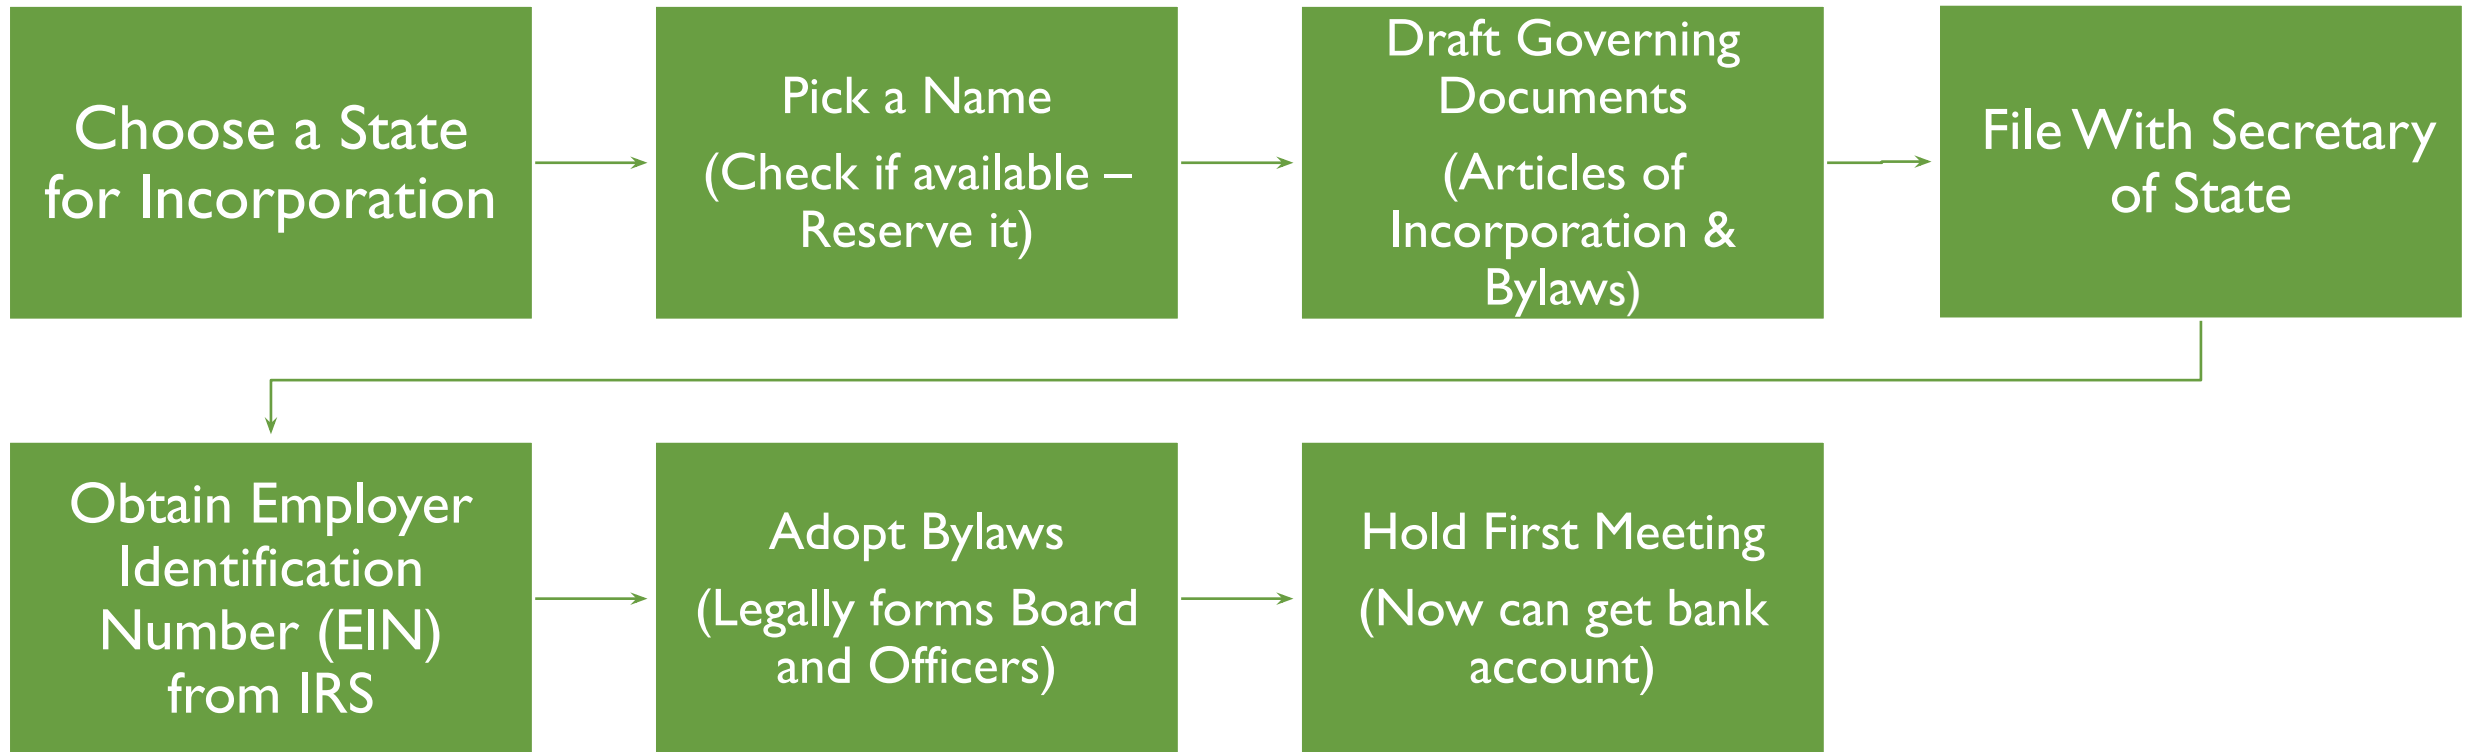 Choose a State
for Incorporation
Pick a Name
(Check if available –
Reserve it)
Draft Governing
Documents
(Articles of
Incorporation &
Bylaws)
File With Secretary
of State
Obtain Employer
Identification
Number (EIN)
from IRS
Adopt Bylaws
(Legally forms Board
and Officers)
Hold First Meeting
(Now can get bank
account)